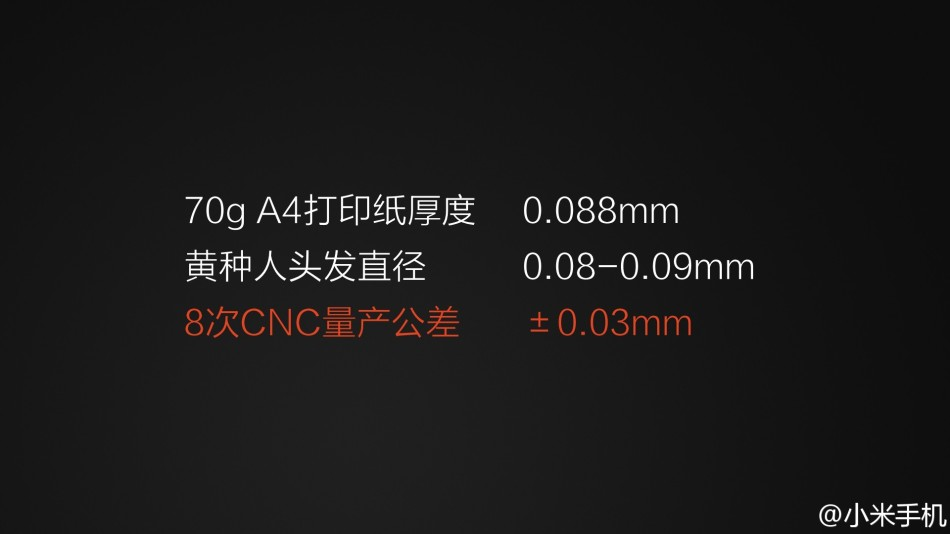 70g A4打印纸厚度 0.088mm
黄种人头发直径 0.08-0.09mm
8次CNC量产公差 ±0.03mm
@小米手机